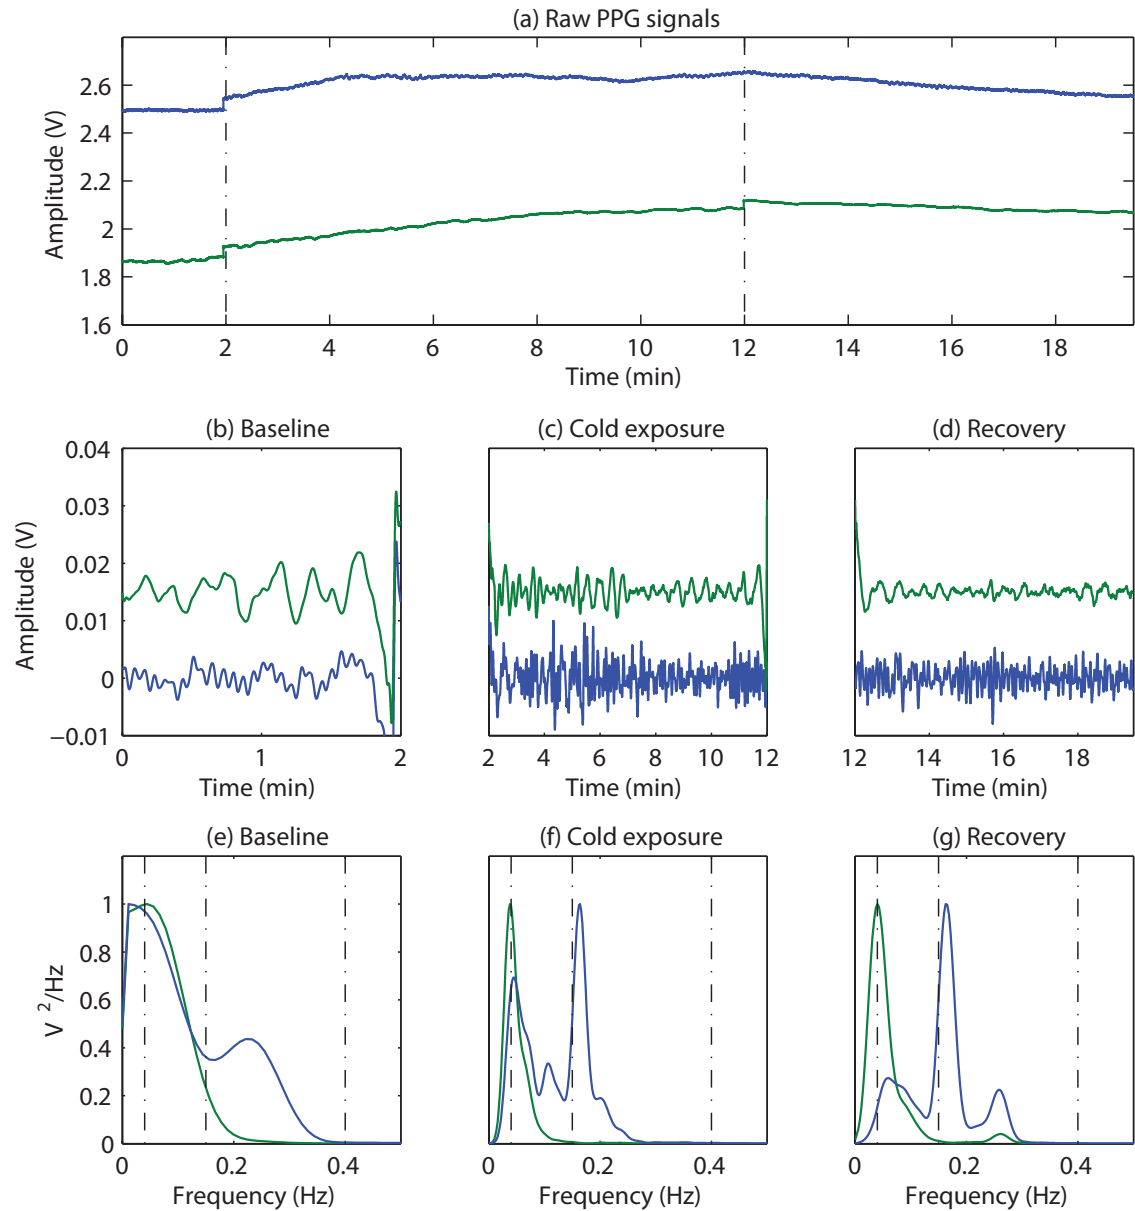 (a) Raw PPG signals
2.6
2.4
2.2
2
1.8
1.6
Amplitude (V)
0 2 4 6 8 10 12 14 16 18
Time (min)
(b) Baseline (c) Cold exposure (d) Recovery
0.04
0.03
0.02
0.01
0
−0.01
Amplitude (V)
0 1 2 2 4 6 8 10 12 12 14 16 18
Time (min) Time (min) Time (min)
(e) Baseline (f) Cold exposure (g) Recovery
1
0.8
0.6
0.4
0.2
0
V 2/Hz
0 0.2 0.4 0 0.2 0.4 0 0.2 0.4
Frequency (Hz) Frequency (Hz) Frequency (Hz)